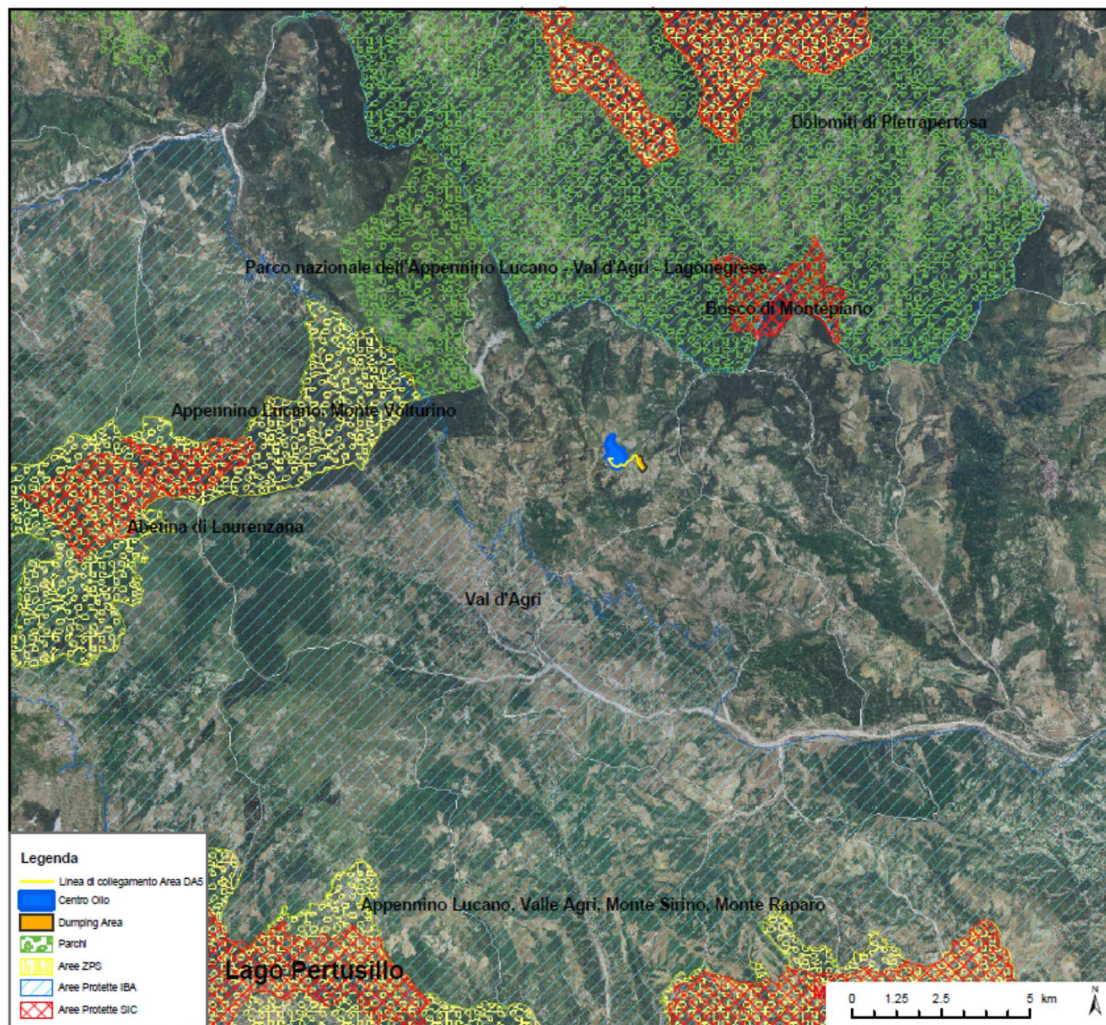 Dolomiti di Pietrapertosa
Parco nazionale dell'Appennino Lucano - Val d'Agri - Lagonegrese
Bosco di Montepiano
Appennino Lucano, Monte Volturino
Abetina di Laurenzana
Val d'Agri
Appennino Lucano, Valle Agri, Monte Sirino, Monte Raparo
Lago Pertusillo
M
Legenda
Linea di collegamento Area DA5
Centro Olio
Dumping Area
Parchi
Aree ZPS
Aree Protette IBA
Aree Protette SIC
0 1.25 2.5 5 km
N